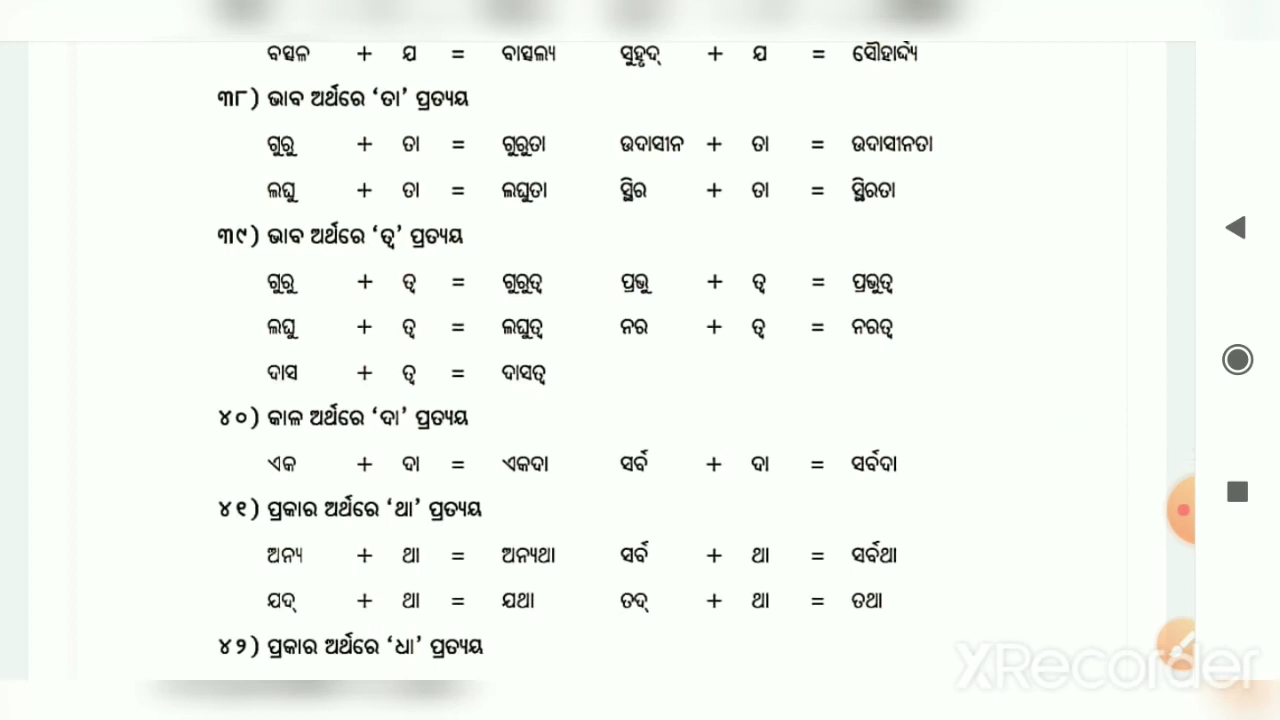 ବତ୍ସଳ + ଯ = ବାତ୍ସଲ୍ୟ ସୁହୃଦ୍ + ଯ = ସୌହାର୍ଦ୍ଦ୍ୟ
୩୮) ଭାବ ଅର୍ଥରେ ‘ତା’ ପ୍ରତ୍ୟୟ
ଗୁରୁ + ତା = ଗୁରୁତା ଉଦାସୀନ + ତା = ଉଦାସୀନତା
ଲଘୁ + ତା = ଲଘୁତା ସ୍ଥିର + ତା = ସ୍ଥିରତା
୩୯) ଭାବ ଅର୍ଥରେ ‘ତ୍ୱ’ ପ୍ରତ୍ୟୟ
ଗୁରୁ + ତ୍ୱ = ଗୁରୁତ୍ୱ ପ୍ରଭୁ + ତ୍ୱ = ପ୍ରଭୁତ୍ୱ
ଲଘୁ + ତ୍ୱ = ଲଘୁତ୍ୱ ନର + ତ୍ୱ = ନରତ୍ୱ
ଦାସ + ତ୍ୱ = ଦାସତ୍ୱ
୪୦) କାଳ ଅର୍ଥରେ ‘ଦା’ ପ୍ରତ୍ୟୟ
ଏକ + ଦା = ଏକଦା ସର୍ବ + ଦା = ସର୍ବଦା
୪୧) ପ୍ରକାର ଅର୍ଥରେ ‘ଥା’ ପ୍ରତ୍ୟୟ
ଅନ୍ୟ + ଥା = ଅନ୍ୟଥା ସର୍ବ + ଥା = ସର୍ବଥା
ଯଦ୍ + ଥା = ଯଥା ତଦ୍ + ଥା = ତଥା
୪୨) ପ୍ରକାର ଅର୍ଥରେ ‘ଧା’ ପ୍ରତ୍ୟୟ
XRecorder